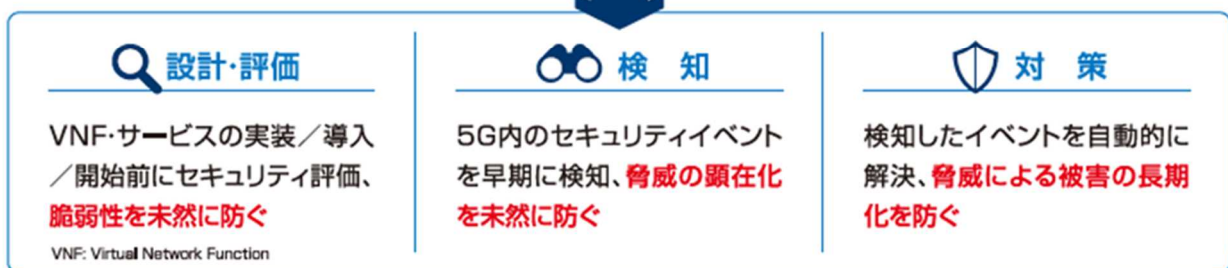 設計・評価
VNF・サービスの実装／導入
／開始前にセキュリティ評価、
脆弱性を未然に防ぐ
VNF: Virtual Network Function
検 知
5G内のセキュリティイベント
を早期に検知、脅威の顕在化
を未然に防ぐ
対 策
検知したイベントを自動的に
解決、脅威による被害の長期
化を防ぐ